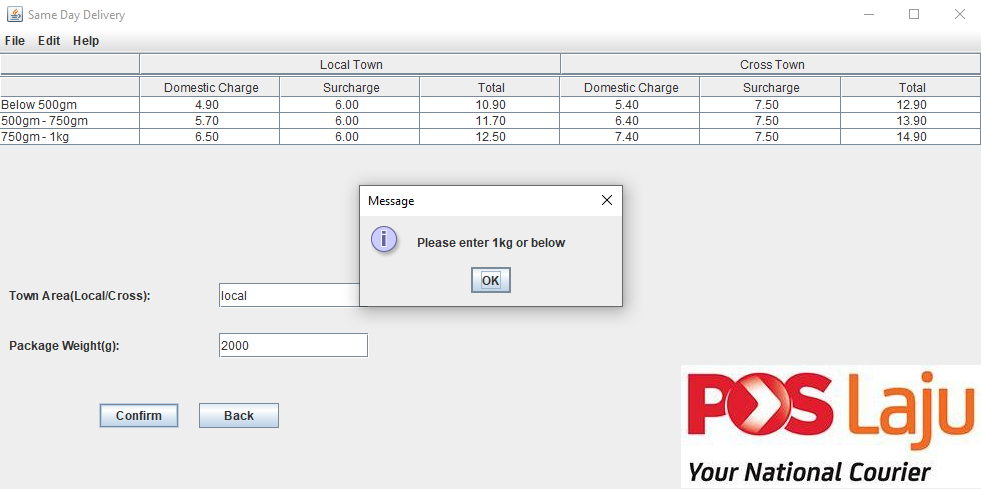 Same Day Delivery
File Edit Help
Local Town Cross Town
Domestic Charge Surcharge Total Domestic Charge Surcharge Total
Below 500gm 4.90 6.00 10.90 5.40 7.50 12.90
500gm - 750gm 5.70 6.00 11.70 6.40 7.50 13.90
750gm - 1kg 6.50 6.00 12.50 7.40 7.50 14.90
Message
i Please enter 1kg or below
OK
Town Area(Local/Cross): local
Package Weight(g): 2000
Confirm Back
POS Laju
Your National Courier